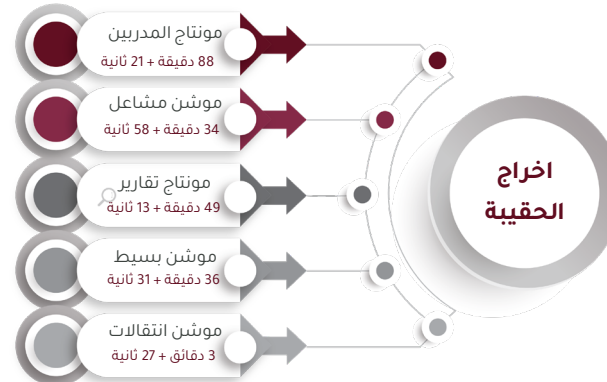 مونتاج المدربين
88 دقيقة + 21 ثانية
موشن مشاعل
34 دقيقة + 58 ثانية
مونتاج تقارير
49 دقيقة + 13 ثانية
موشن بسيط
36 دقيقة + 31 ثانية
موشن انتقالات
3 دقائق + 27 ثانية
اخراج
الحقيبة